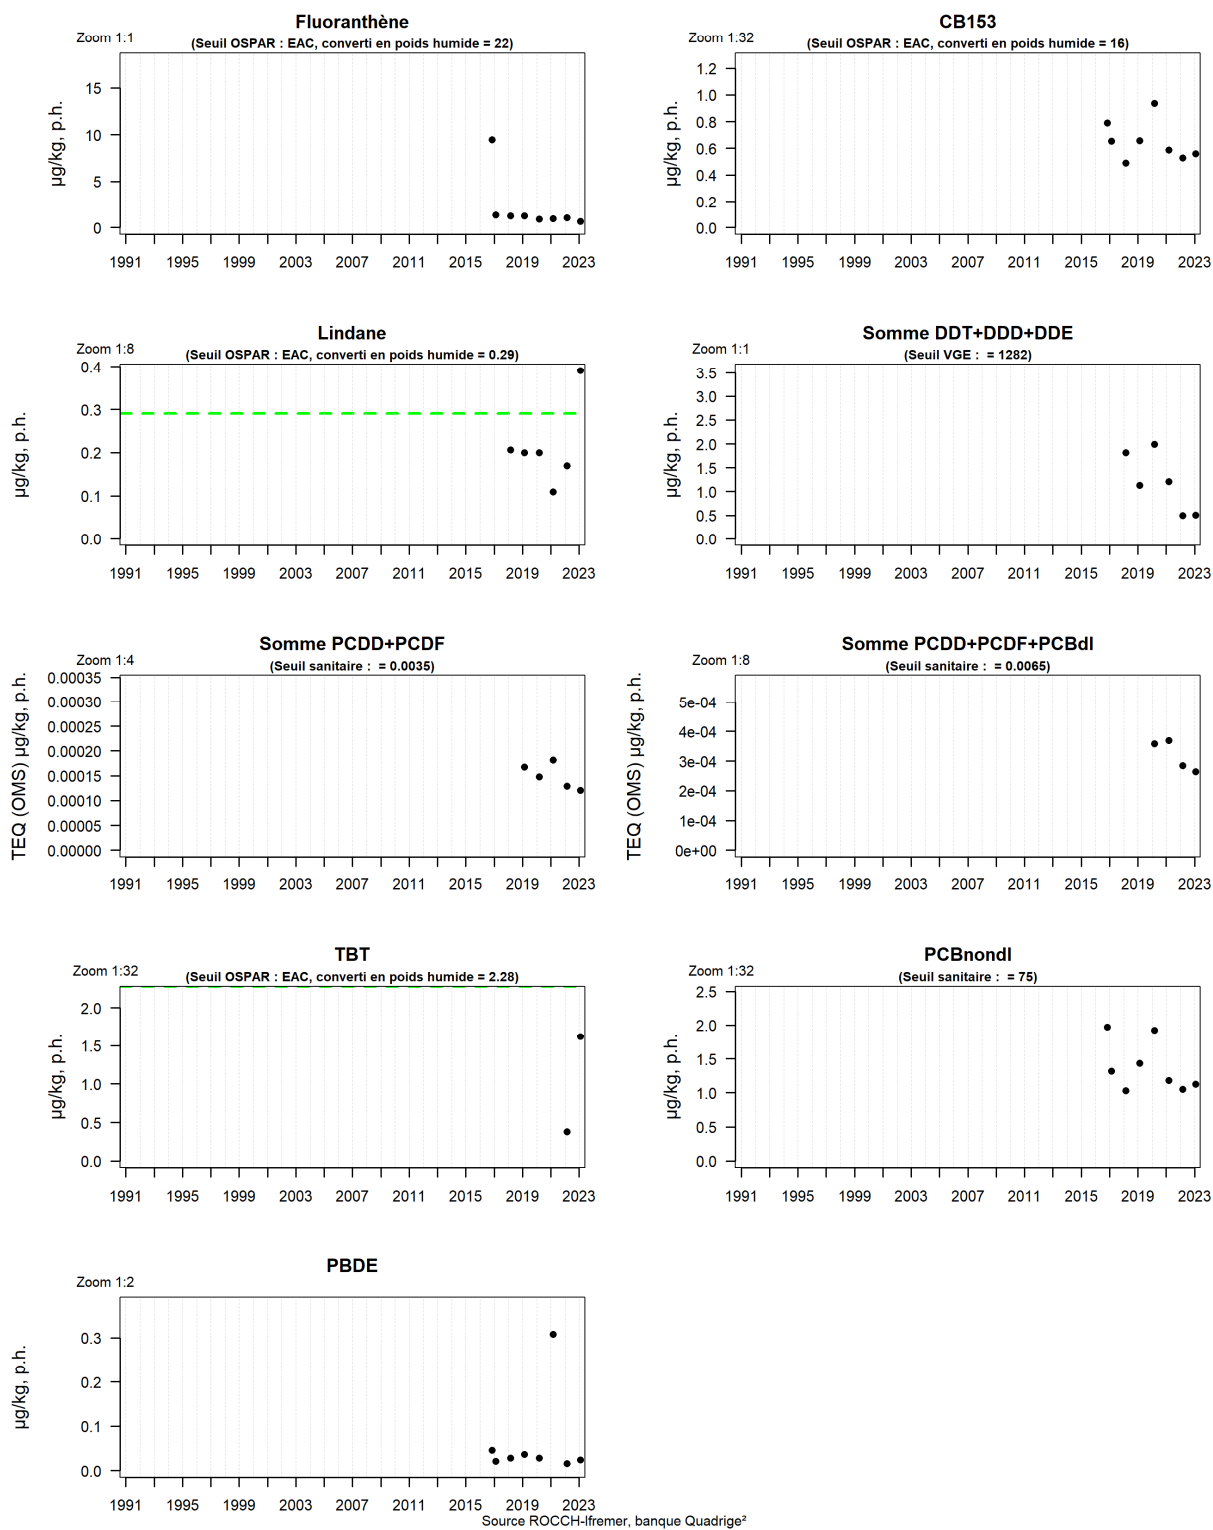 Fluoranthène
Zoom 1:1
(Seuil OSPAR : EAC, converti en poids humide = 22)
µg/kg, p.h.
15
10
5
0
1991 1995 1999 2003 2007 2011 2015 2019 2023
CB153
Zoom 1:32
(Seuil OSPAR : EAC, converti en poids humide = 16)
µg/kg, p.h.
1.2
1.0
0.8
0.6
0.4
0.2
0.0
1991 1995 1999 2003 2007 2011 2015 2019 2023
Lindane
Zoom 1:8
(Seuil OSPAR : EAC, converti en poids humide = 0.29)
µg/kg, p.h.
0.4
0.3
0.2
0.1
0.0
1991 1995 1999 2003 2007 2011 2015 2019 2023
Somme DDT+DDD+DDE
Zoom 1:1
(Seuil VGE :  = 1282)
µg/kg, p.h.
3.5
3.0
2.5
2.0
1.5
1.0
0.5
0.0
1991 1995 1999 2003 2007 2011 2015 2019 2023
Somme PCDD+PCDF
Zoom 1:4
(Seuil sanitaire :  = 0.0035)
TEQ (OMS) µg/kg, p.h.
0.00035
0.00030
0.00025
0.00020
0.00015
0.00010
0.00005
0.00000
1991 1995 1999 2003 2007 2011 2015 2019 2023
Somme PCDD+PCDF+PCBdl
Zoom 1:8
(Seuil sanitaire :  = 0.0065)
TEQ (OMS) µg/kg, p.h.
5e-04
4e-04
3e-04
2e-04
1e-04
0e+00
1991 1995 1999 2003 2007 2011 2015 2019 2023
TBT
Zoom 1:32
(Seuil OSPAR : EAC, converti en poids humide = 2.28)
µg/kg, p.h.
2.0
1.5
1.0
0.5
0.0
1991 1995 1999 2003 2007 2011 2015 2019 2023
PCBnondl
Zoom 1:32
(Seuil sanitaire :  = 75)
µg/kg, p.h.
2.5
2.0
1.5
1.0
0.5
0.0
1991 1995 1999 2003 2007 2011 2015 2019 2023
PBDE
Zoom 1:2
µg/kg, p.h.
0.3
0.2
0.1
0.0
1991 1995 1999 2003 2007 2011 2015 2019 2023
Source ROCCH-Ifremer, banque Quadrige²